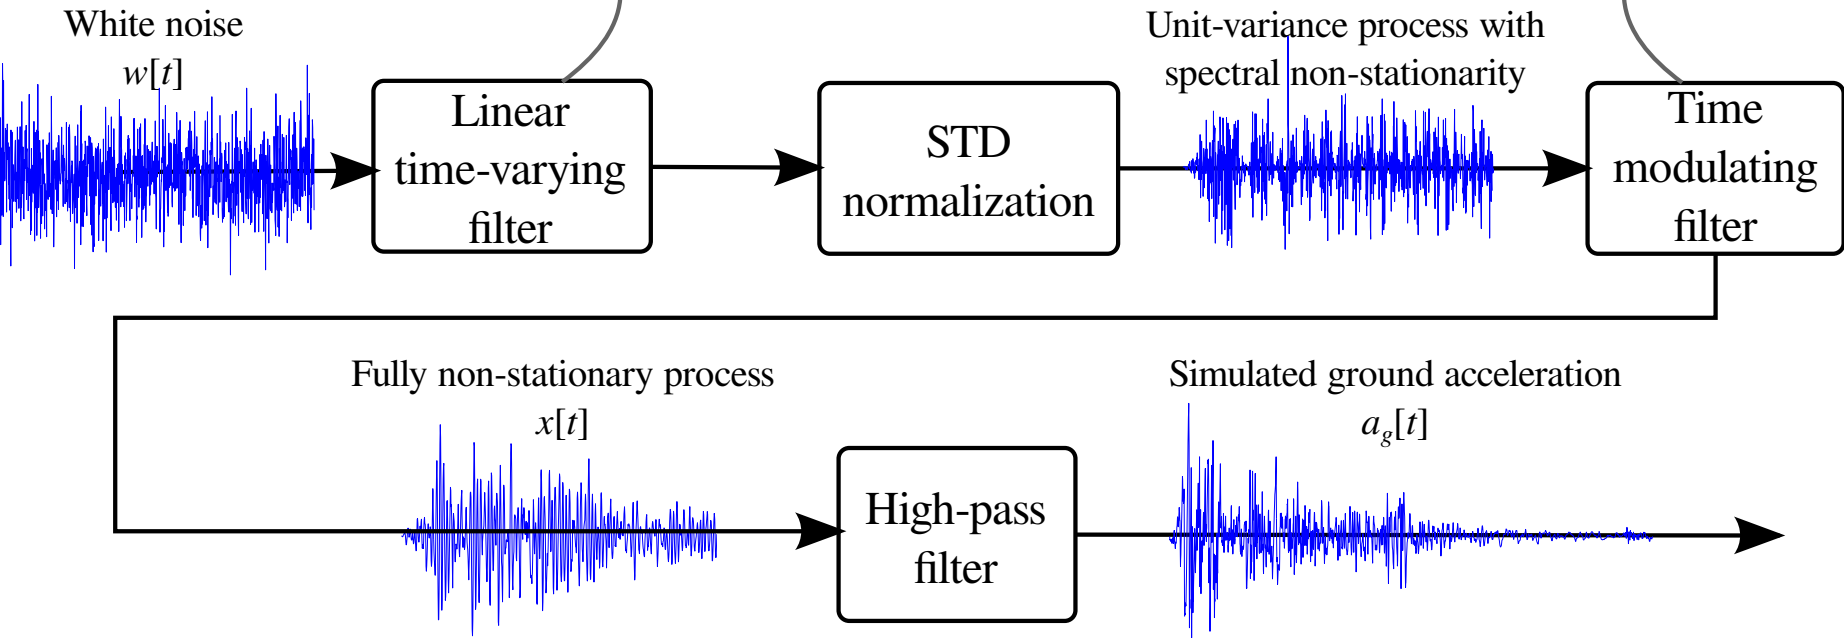 White noise
w[t]
Linear
time-varying
filter
STD
normalization
Unit-variance process with
spectral non-stationarity
Time
modulating
filter
Fully non-stationary process
x[t]
High-pass
filter
Simulated ground acceleration
a_g[t]